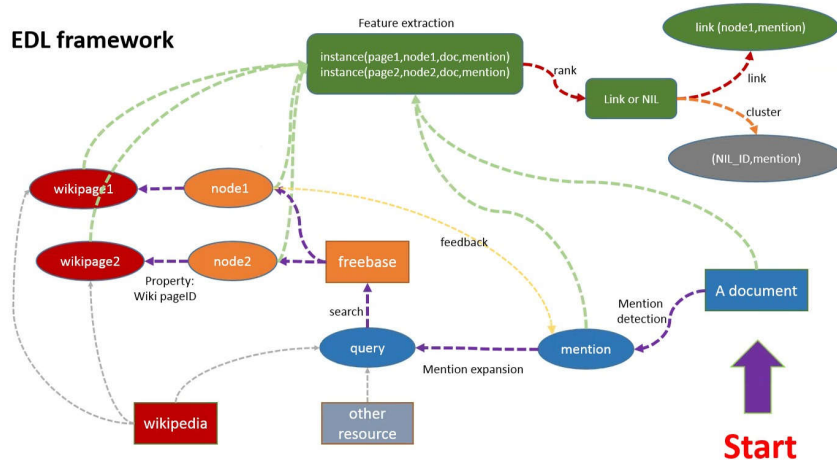 EDL framework
Feature extraction
instance(page1,node1,doc,mention)
instance(page2,node2,doc,mention)
rank
Link or NIL
link (node1,mention)
link
cluster
(NIL_ID,mention)
wikipage1
node1
wikipage2
node2
freebase
feedback
Property:
Wiki pageID
search
query
Mention expansion
mention
Mention
detection
A document
wikipedia
other
resource
Start